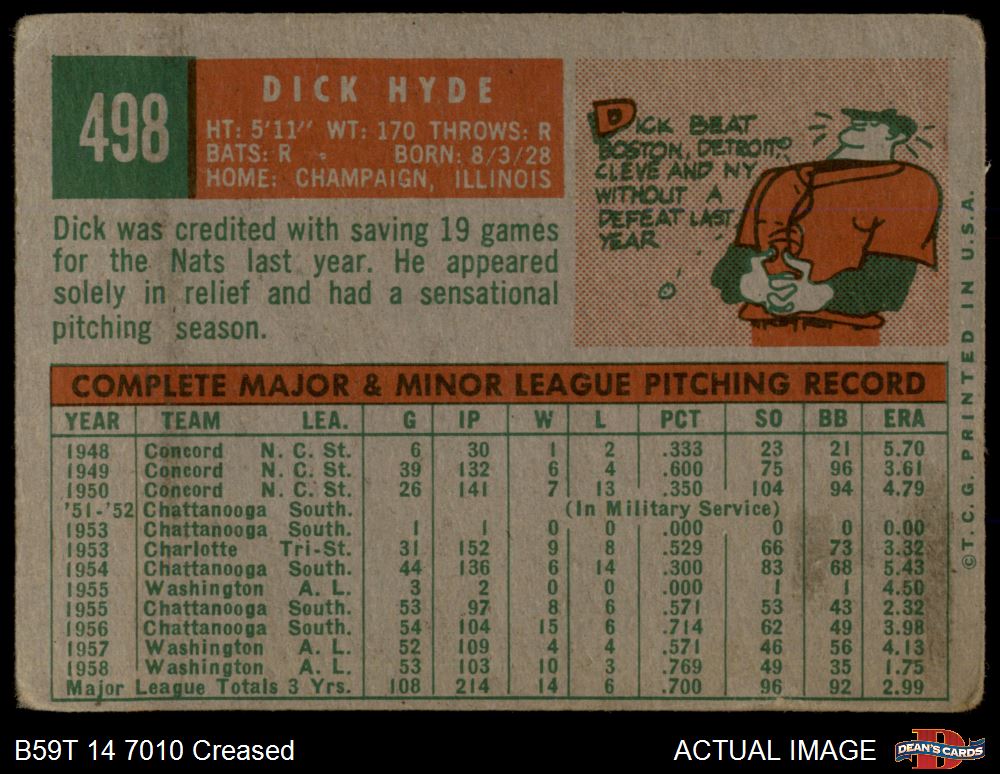 498
DICK HYDE
HT: 5'11" WT: 170 THROWS: R
BATS: R BORN: 8/3/28
HOME: CHAMPAIGN, ILLINOIS
DICK BEAT
BOSTON, DETROIT,
CLEVE AND NY
WITHOUT A
DEFEAT LAST
YEAR
Dick was credited with saving 19 games
for the Nats last year. He appeared
solely in relief and had a sensational
pitching season.
COMPLETE MAJOR & MINOR LEAGUE PITCHING RECORD
YEAR TEAM LEA. G IP W L PCT SO BB ERA
1948 Concord N. C. St. 6 30 1 2 .333 23 21 5.70
1949 Concord N. C. St. 39 132 6 4 .600 75 96 3.61
1950 Concord N. C. St. 26 141 7 13 .350 104 94 4.79
'51-'52 Chattanooga South. (In Military Service)
1953 Chattanooga South. 1 1 0 0 .000 0 0 0.00
1953 Charlotte Tri-St. 31 152 9 8 .529 66 73 3.32
1954 Chattanooga South. 44 136 6 14 .300 83 68 5.43
1955 Washington A. L. 3 2 0 0 .000 1 1 4.50
1955 Chattanooga South. 53 97 8 6 .571 53 43 2.32
1956 Chattanooga South. 54 104 15 6 .714 62 49 3.98
1957 Washington A. L. 52 109 4 4 .571 46 56 4.13
1958 Washington A. L. 53 103 10 3 .769 49 35 1.75
Major League Totals 3 Yrs. 108 214 14 6 .700 96 92 2.99
© T. C. G. PRINTED IN U.S.A.
B59T 14 7010 Creased
ACTUAL IMAGE
DEAN'S CARDS